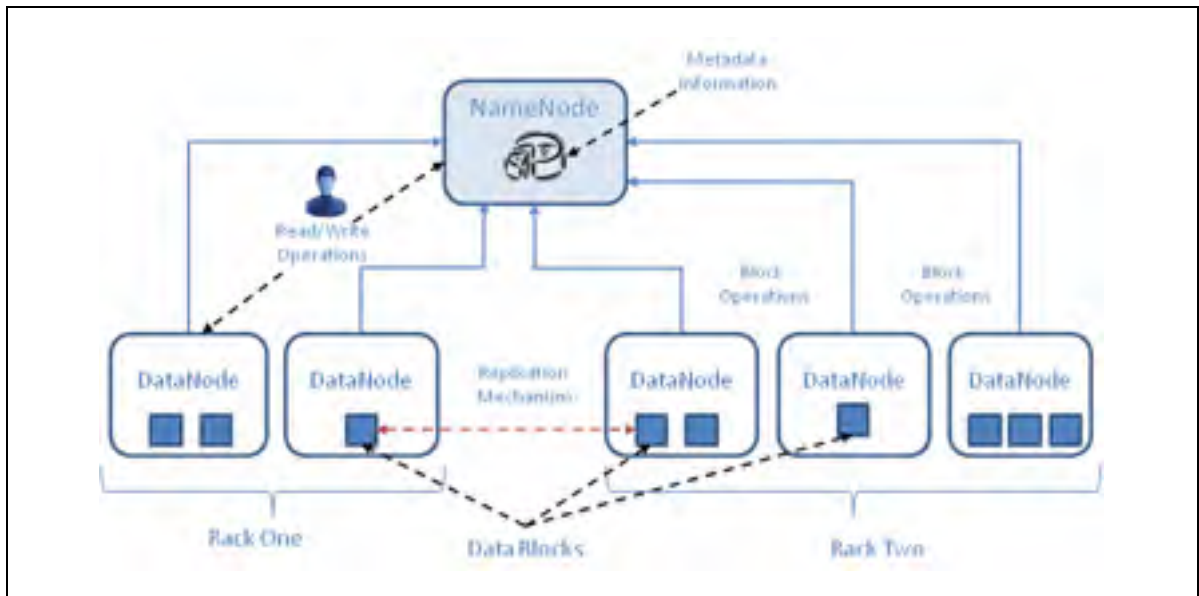 Metadata
Information
NameNode
Read/Write
Operations
Block
Operations
Block
Operations
DataNode
DataNode
Replication
Mechanism
DataNode
DataNode
DataNode
Rack One
Data Blocks
Rack Two